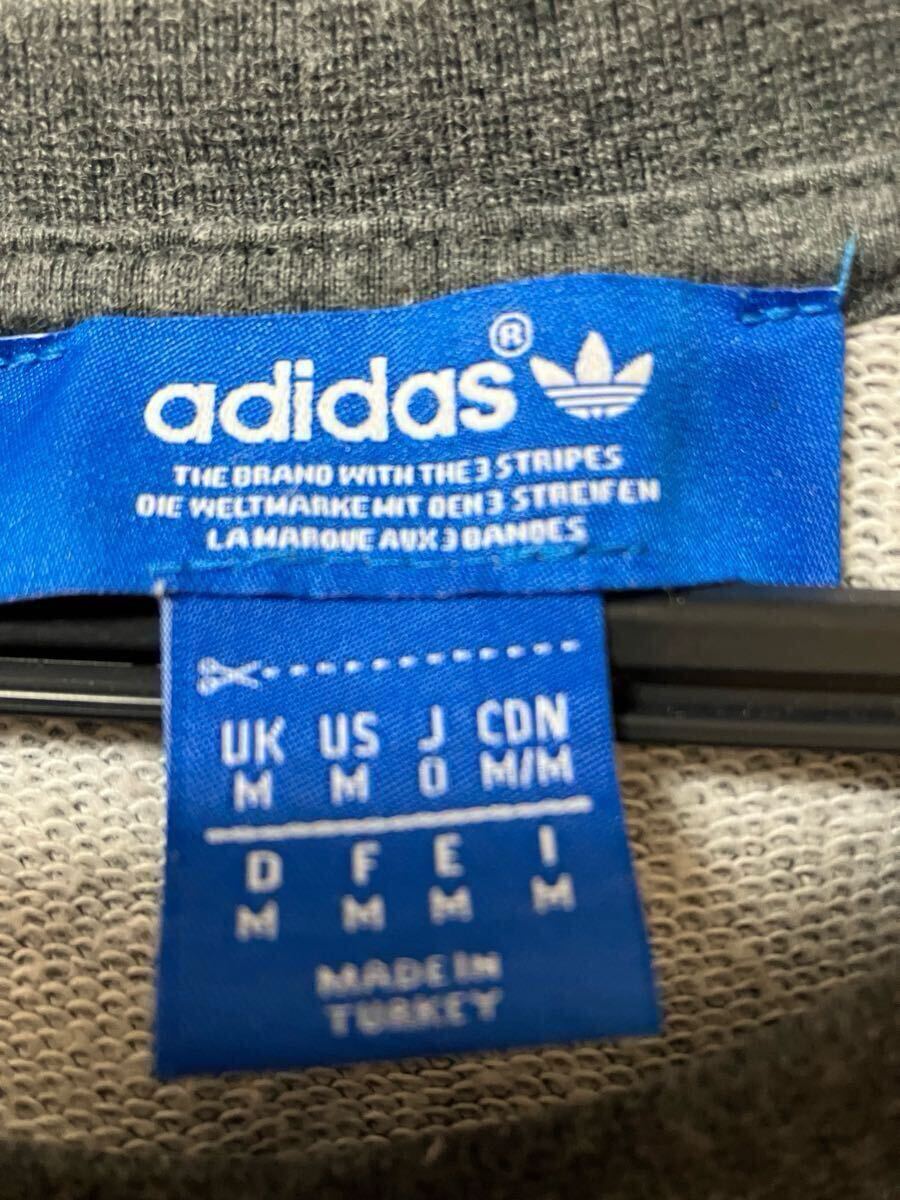 adidas®
THE BRAND WITH THE 3 STRIPES
DIE WELTMARKE MIT DEN 3 STREIFEN
LA MARQUE AUX 3 BANDES
UK US J CDN
M M O M/M
D F E I
M M M M
MADE IN
TURKEY